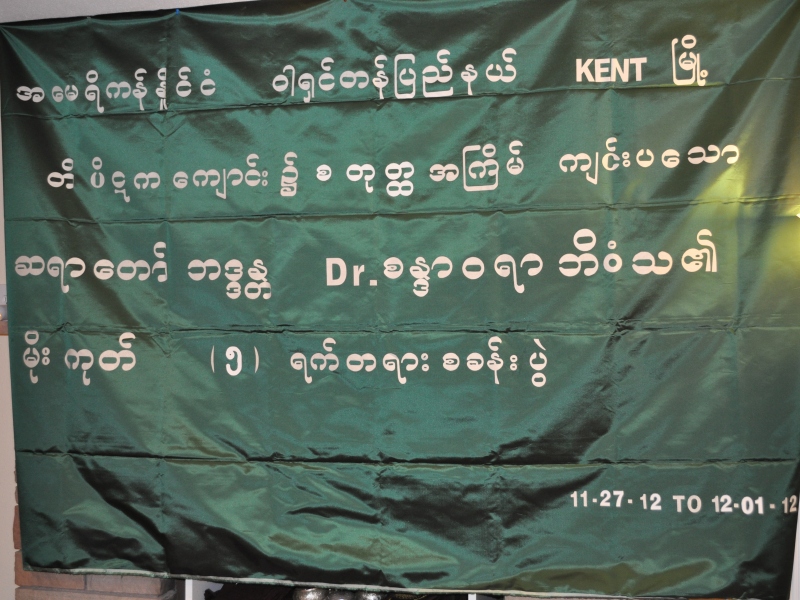 အမေရိကန်နိုင်ငံ ဝါရှင်တန်ပြည်နယ် KENT မြို့
တိပိဋကကျောင်း၌ စတုတ္ထအကြိမ် ကျင်းပသော
ဆရာတော် ဘဒ္ဒန္တ Dr. စန္ဒာဝရာဘိဝံသ၏
မိုးကုတ် (၅) ရက်တရားစခန်းပွဲ
11-27-12 TO 12-01-12